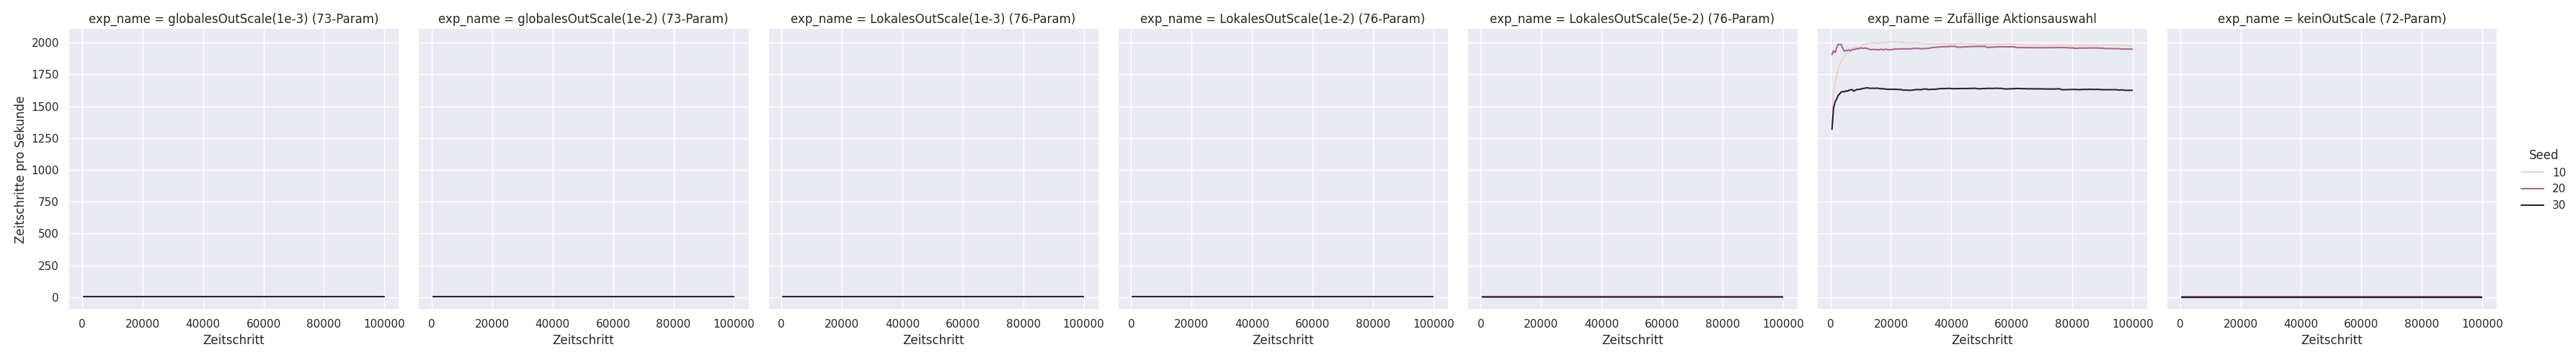 exp_name = globalesOutScale(1e-3) (73-Param)
exp_name = globalesOutScale(1e-2) (73-Param)
exp_name = LokalesOutScale(1e-3) (76-Param)
exp_name = LokalesOutScale(1e-2) (76-Param)
exp_name = LokalesOutScale(5e-2) (76-Param)
exp_name = Zufällige Aktionsauswahl
exp_name = keinOutScale (72-Param)
Zeitschritte pro Sekunde
2000
1750
1500
1250
1000
750
500
250
0
0 20000 40000 60000 80000 100000
0 20000 40000 60000 80000 100000
0 20000 40000 60000 80000 100000
0 20000 40000 60000 80000 100000
0 20000 40000 60000 80000 100000
0 20000 40000 60000 80000 100000
0 20000 40000 60000 80000 100000
Zeitschritt
Zeitschritt
Zeitschritt
Zeitschritt
Zeitschritt
Zeitschritt
Zeitschritt
Seed
10
20
30